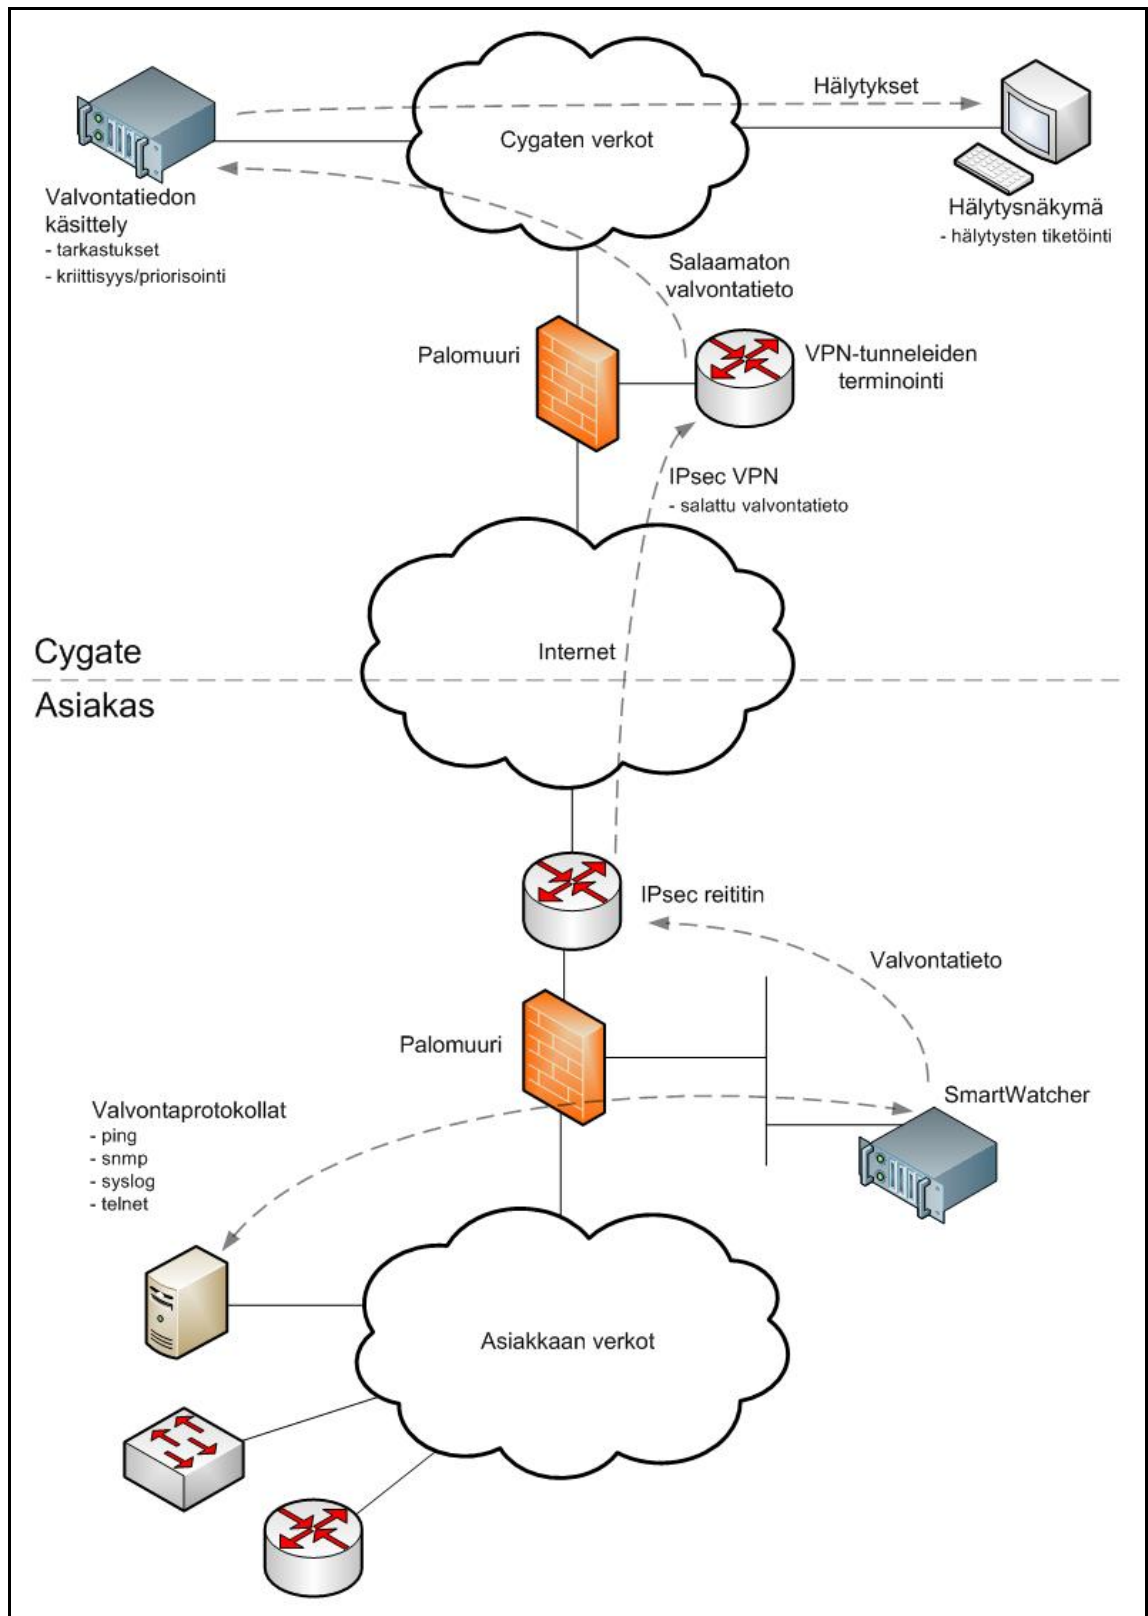 Hälytykset
Cygaten verkot
Valvontatiedon
käsittely
- tarkastukset
- kriittisyys/priorisointi
Hälytysnäkymä
- hälytysten tiketöinti
Salaamaton
valvontatieto
Palomuuri
VPN-tunneleiden
terminointi
IPsec VPN
- salattu valvontatieto
Internet
Cygate
Asiakas
IPsec reititin
Valvontatieto
Palomuuri
SmartWatcher
Valvontaprotokollat
- ping
- snmp
- syslog
- telnet
Asiakkaan verkot